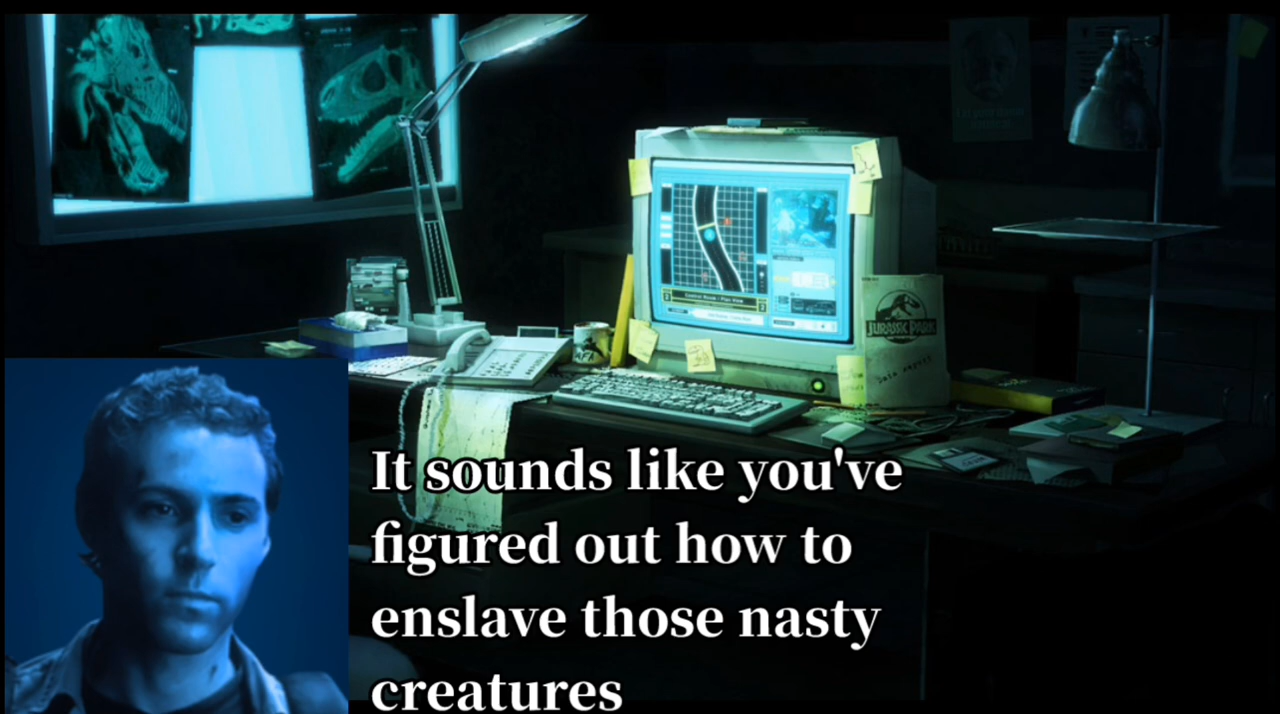 JURASSIC PARK
It sounds like you've
figured out how to
enslave those nasty
creatures